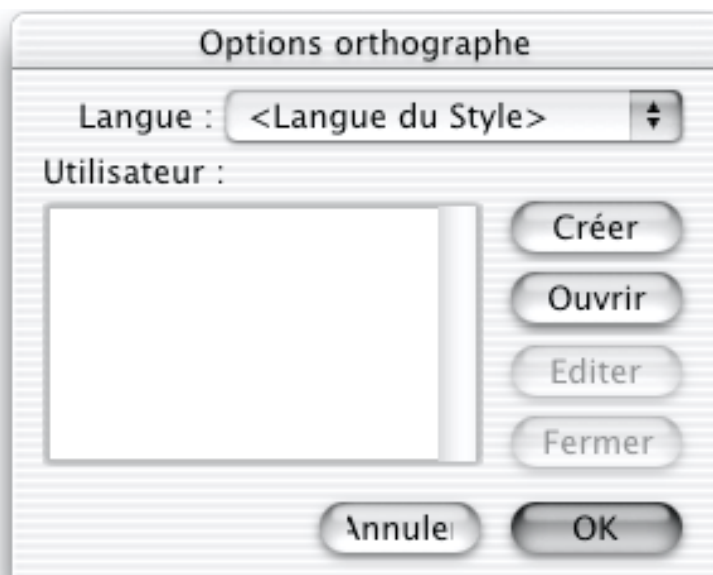 Options orthographe
Langue : <Langue du Style>
Utilisateur :
Créer
Ouvrir
Editer
Fermer
Annuler OK